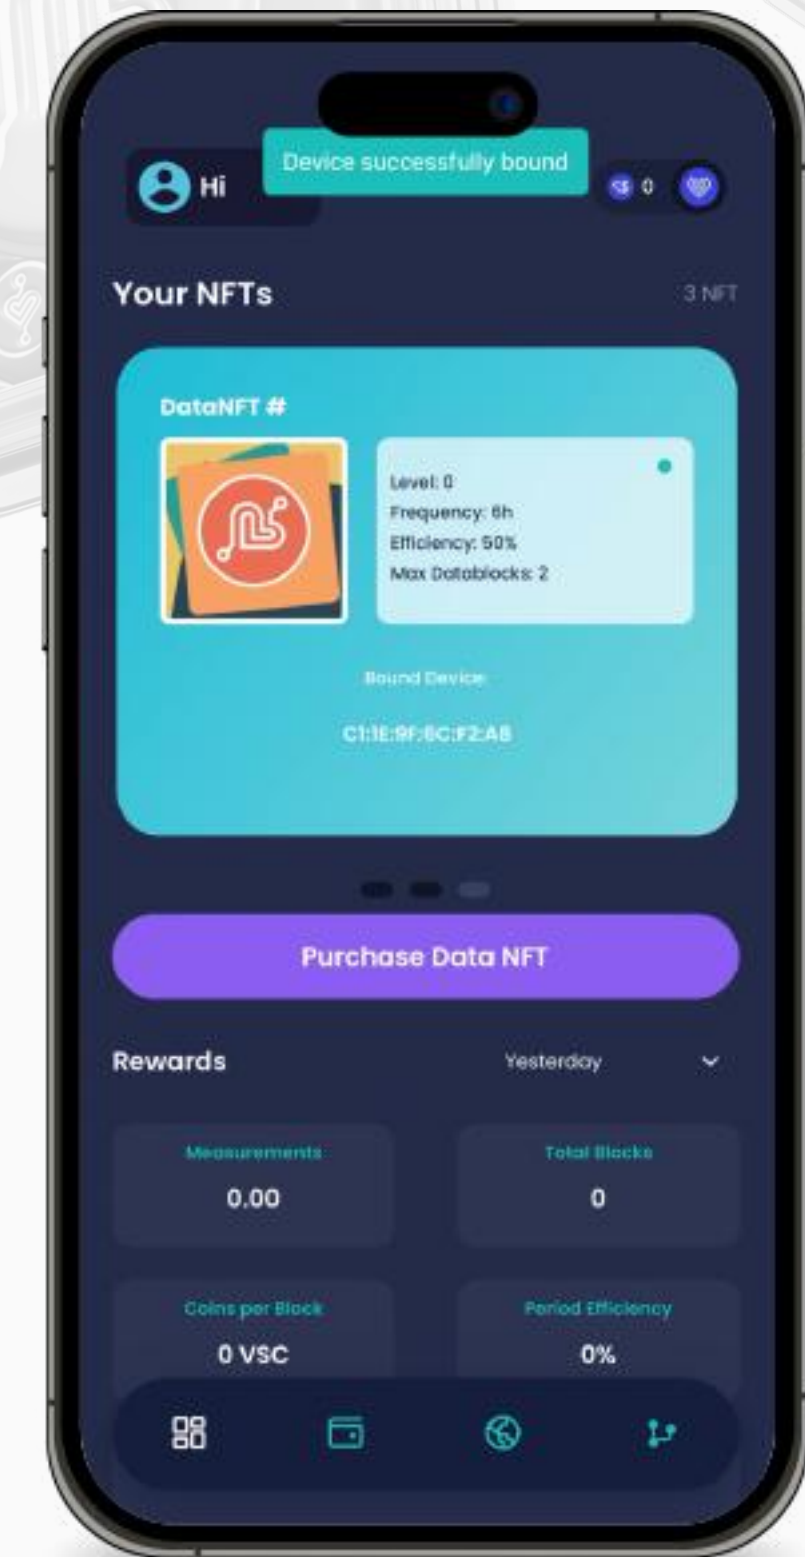 Device successfully bound
Hi
0
Your NFTs
3 NFT
DataNFT #
Level: 0
Frequency: 6h
Efficiency: 50%
Max Datablocks: 2
Bound Device
C1:1E:9F:6C:F2:A8
Purchase Data NFT
Rewards
Yesterday
Measurements
Total Blocks
0.00
0
Coins per Block
Period Efficiency
0 VSC
0%